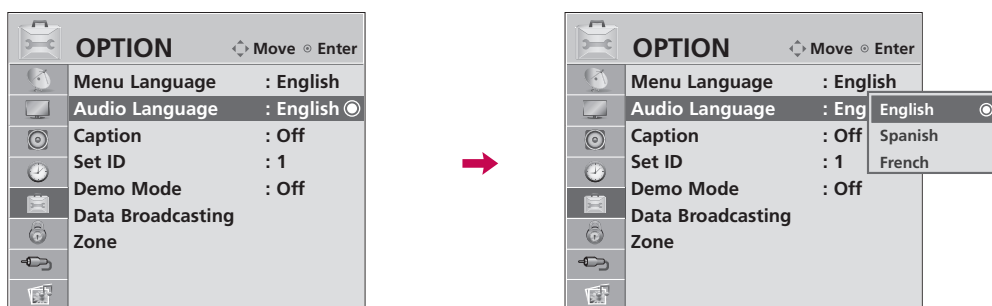 OPTION Move Enter
Menu Language : English
Audio Language : English
Caption : Off
Set ID : 1
Demo Mode : Off
Data Broadcasting
Zone
OPTION Move Enter
Menu Language : English
Audio Language : Eng
Caption : Off
Set ID : 1
Demo Mode : Off
Data Broadcasting
Zone
English
Spanish
French